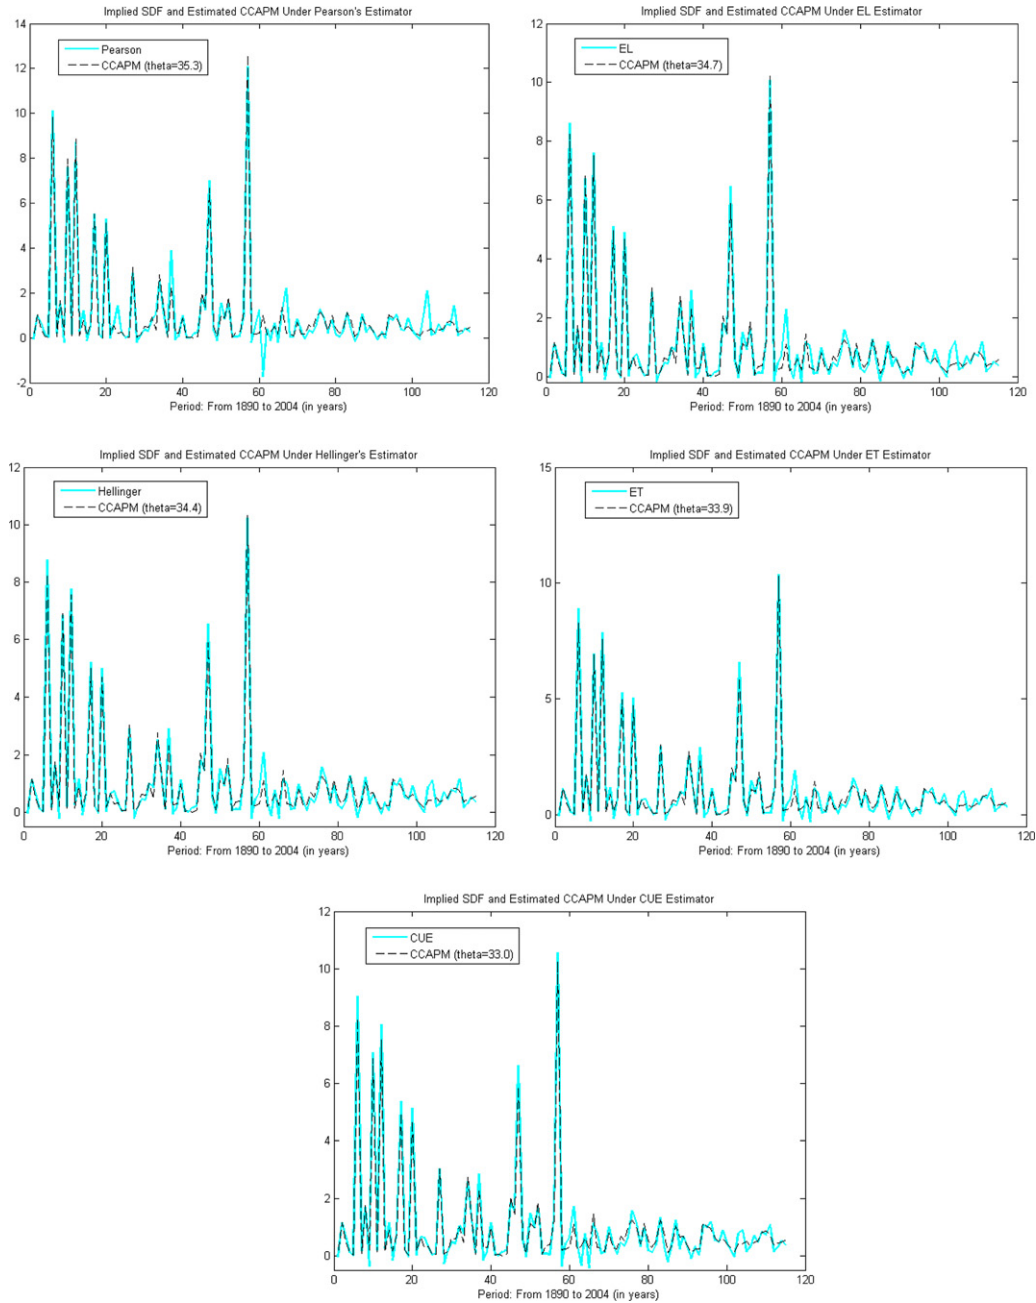 Implied SDF and Estimated CCAPM Under Pearson's Estimator
14
12
10
8
6
4
2
0
-2
Pearson
CCAPM (theta=35.3)
0 20 40 60 80 100 120
Period: From 1890 to 2004 (in years)
Implied SDF and Estimated CCAPM Under EL Estimator
12
10
8
6
4
2
0
EL
CCAPM (theta=34.7)
0 20 40 60 80 100 120
Period: From 1890 to 2004 (in years)
Implied SDF and Estimated CCAPM Under Hellinger's Estimator
12
10
8
6
4
2
0
Hellinger
CCAPM (theta=34.4)
0 20 40 60 80 100 120
Period: From 1890 to 2004 (in years)
Implied SDF and Estimated CCAPM Under ET Estimator
15
10
5
0
ET
CCAPM (theta=33.9)
0 20 40 60 80 100 120
Period: From 1890 to 2004 (in years)
Implied SDF and Estimated CCAPM Under CUE Estimator
12
10
8
6
4
2
0
CUE
CCAPM (theta=33.0)
0 20 40 60 80 100 120
Period: From 1890 to 2004 (in years)